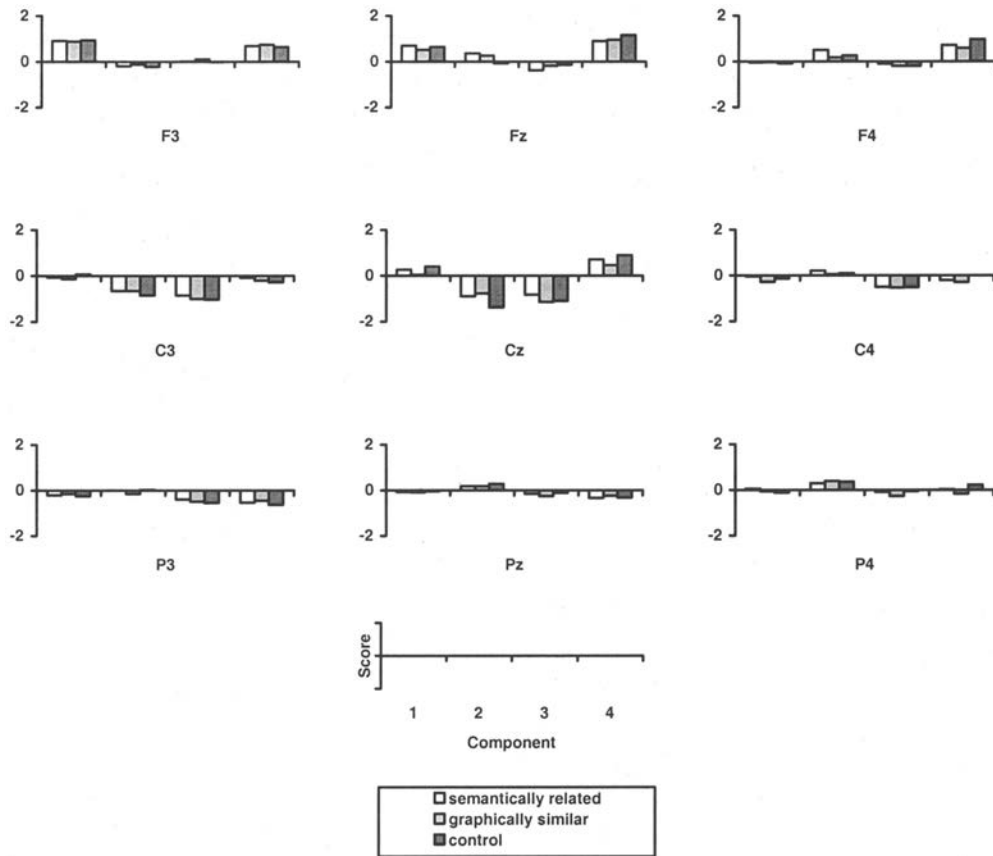 2 2 2
0 0 0
-2 -2 -2
F3 Fz F4
2 2 2
0 0 0
-2 -2 -2
C3 Cz C4
2 2 2
0 0 0
-2 -2 -2
P3 Pz P4
Score
1 2 3 4
Component
semantically related
graphically similar
control